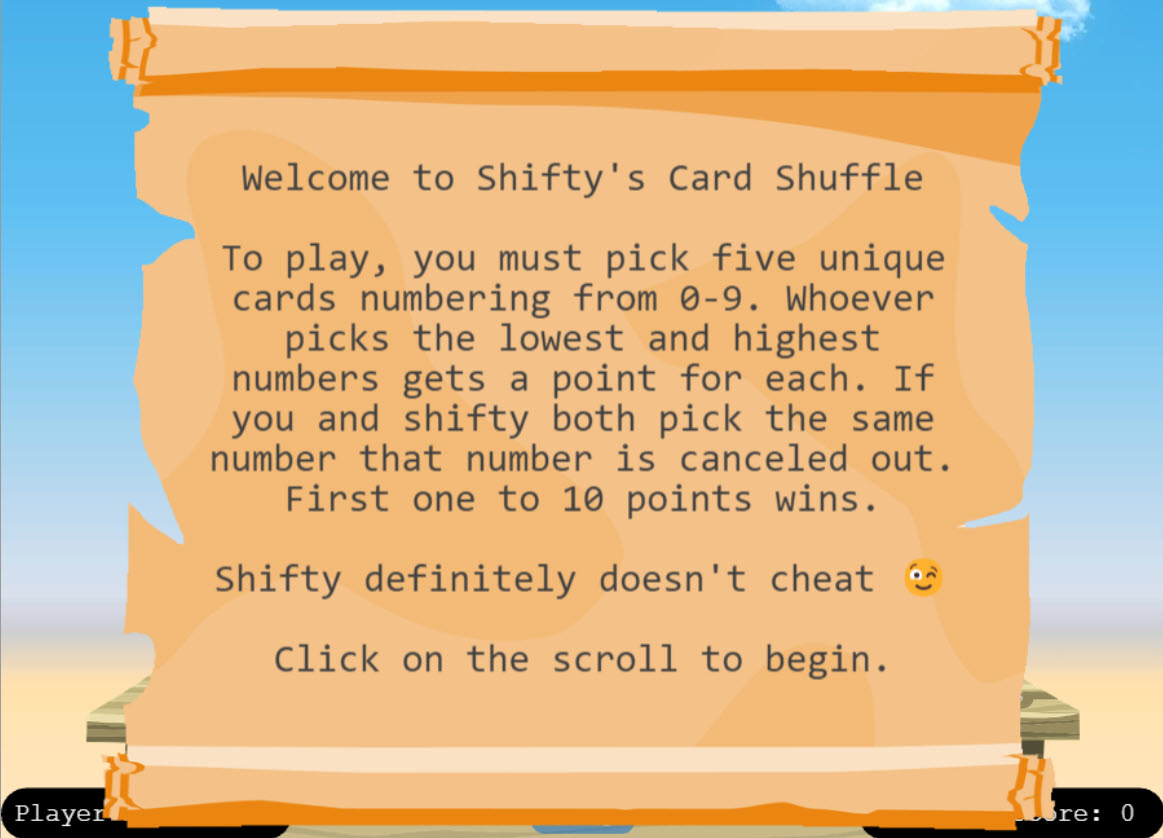 Welcome to Shifty's Card Shuffle
To play, you must pick five unique
cards numbering from 0-9. Whoever
picks the lowest and highest
numbers gets a point for each. If
you and shifty both pick the same
number that number is canceled out.
First one to 10 points wins.
Shifty definitely doesn't cheat 😉
Click on the scroll to begin.
Player ore: 0